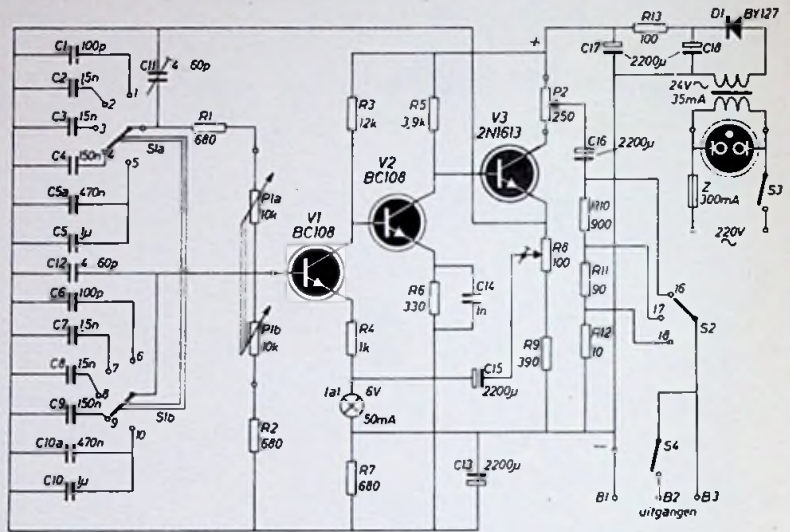 C1 100p
C2 15n
C3 15n
C4 150n
C5a 470n
C5 1µ
C12 4 60p
C6 100p
C7 15n
C8 15n
C9 150n
C10a 470n
C10 1µ
1
2
3
4
5
S1a
6
7
8
9
10
S1b
C11 4 60p
R1
680
P1a
10k
P1b
10k
R2
680
V1
BC108
R3
12k
R4
1k
la1 6V
50mA
R7
680
V2
BC108
R5
3,9k
R6
330
C14
1n
C15
2200µ
C13 2200µ
V3
2N1613
+
P2
250
R8
100
R9
390
C16
2200µ
R10
900
R11
90
R12
10
16
17
18
S2
S4
−
B1 B2 B3
uitgangen
R13
100
D1 BY127
C17 C18
2200µ
24V ~
35mA
Z
300mA
S3
220V
~